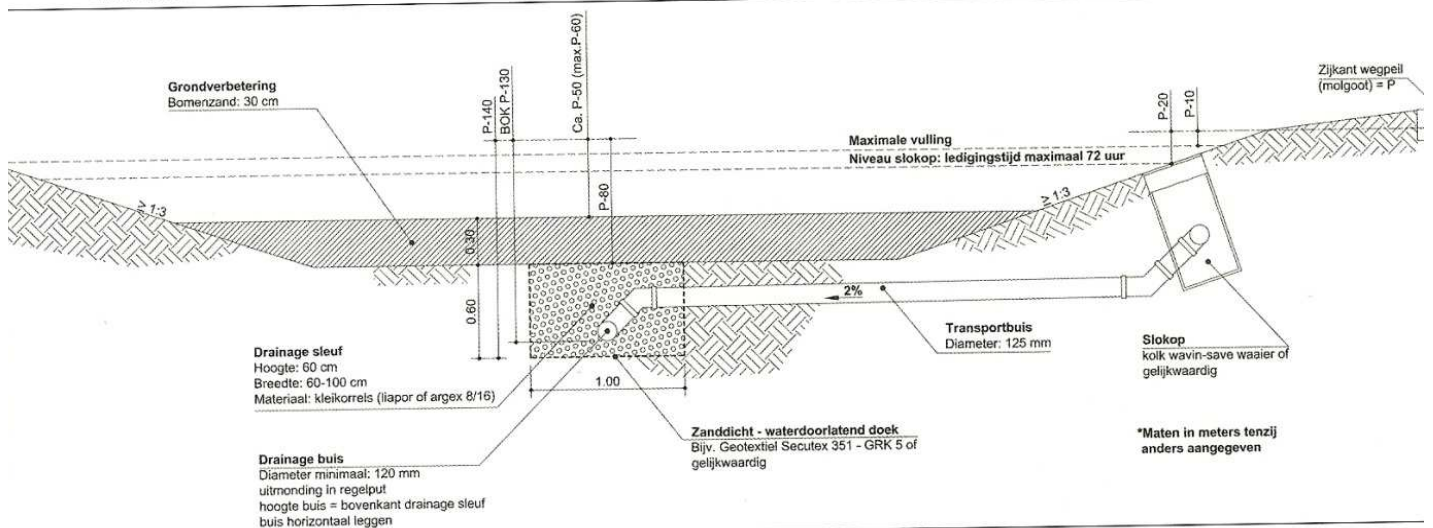 Grondverbetering
Bomenzand: 30 cm
P-140
BOK P-130
Ca. P-50 (max.P-60)
P-80
Maximale vulling
Niveau slokop: ledigingstijd maximaal 72 uur
P-20
P-10
Zijkant wegpeil
(molgoot) = P
≥ 1:3
≥ 1:3
0.30
0.60
2%
1.00
Drainage sleuf
Hoogte: 60 cm
Breedte: 60-100 cm
Materiaal: kleikorrels (liapor of argex 8/16)
Transportbuis
Diameter: 125 mm
Slokop
kolk wavin-save waaier of
gelijkwaardig
Zanddicht - waterdoorlatend doek
Bijv. Geotextiel Secutex 351 - GRK 5 of
gelijkwaardig
*Maten in meters tenzij
anders aangegeven
Drainage buis
Diameter minimaal: 120 mm
uitmonding in regelput
hoogte buis = bovenkant drainage sleuf
buis horizontaal leggen